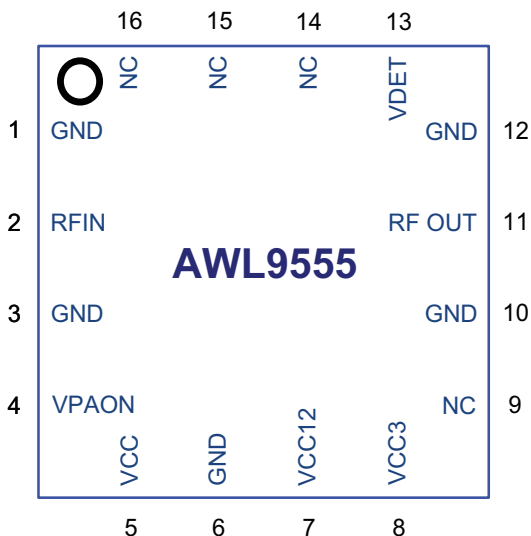 16 15 14 13
NC NC NC VDET
1 GND GND 12
2 RFIN RF OUT 11
AWL9555
3 GND GND 10
4 VPAON NC 9
VCC GND VCC12 VCC3
5 6 7 8